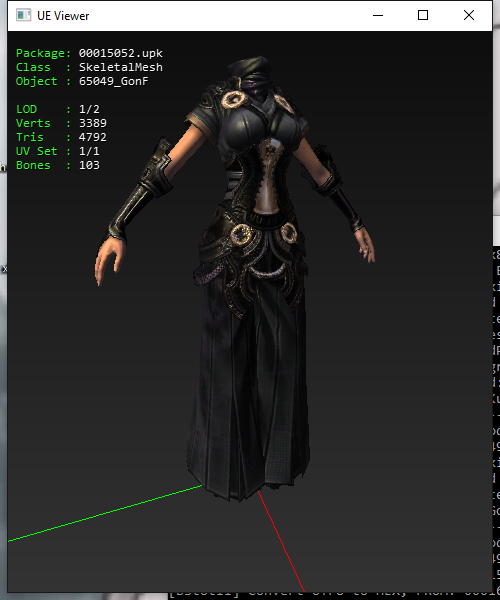 UE Viewer
Package: 00015052.upk
Class : SkeletalMesh
Object : 65049_GonF
LOD : 1/2
Verts : 3389
Tris : 4792
UV Set : 1/1
Bones : 103